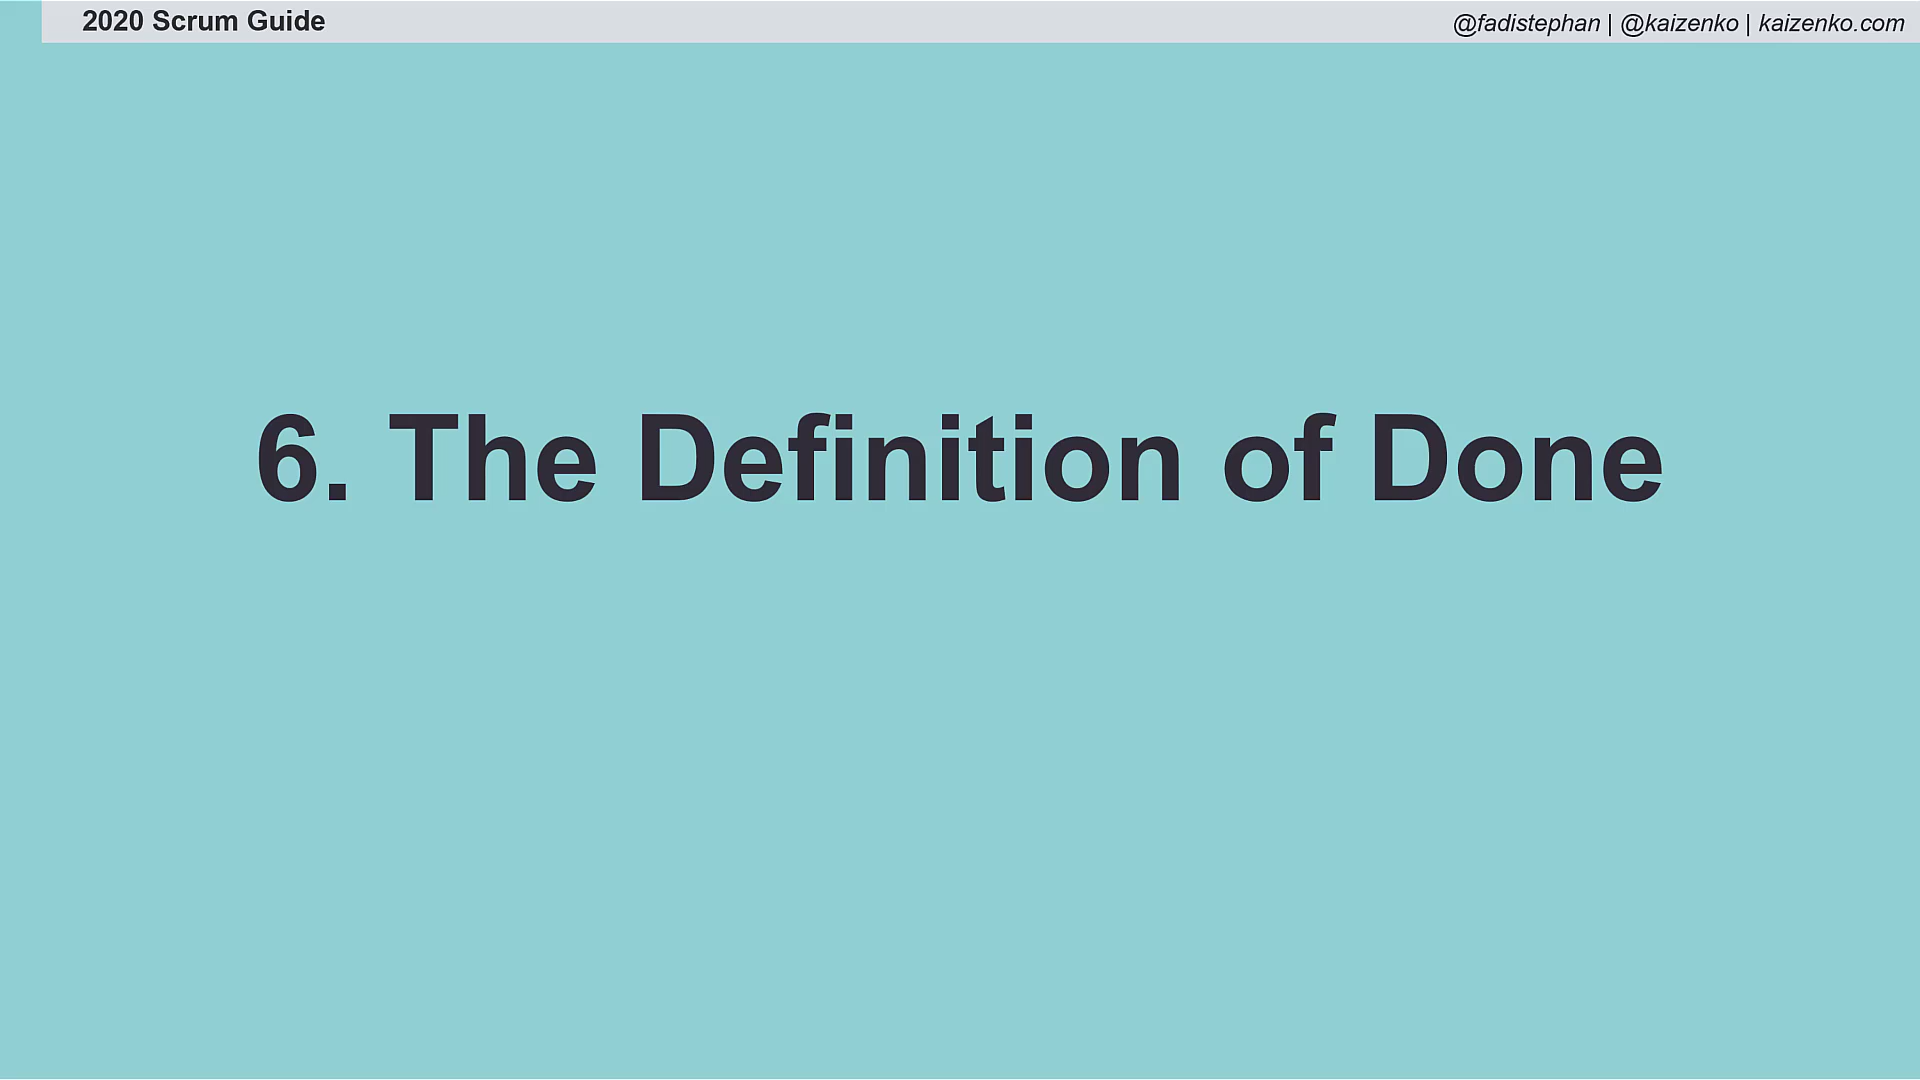 2020 Scrum Guide
@fadistephan | @kaizenko | kaizenko.com
6. The Definition of Done